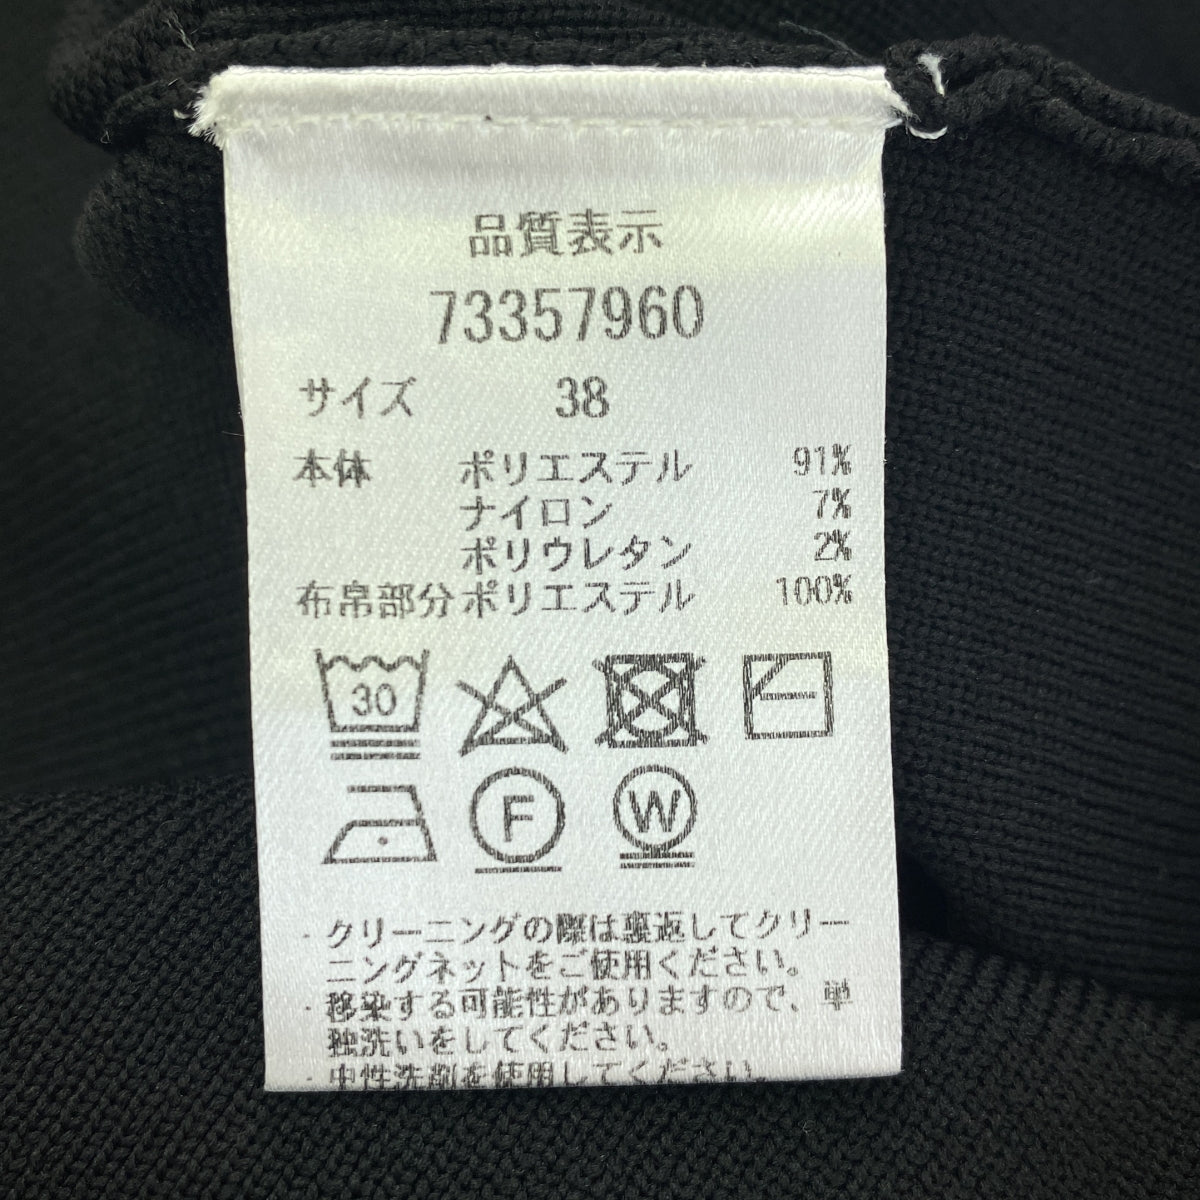 品質表示
73357960
サイズ 38
本体 ポリエステル 91%
ナイロン 7%
ポリウレタン 2%
布帛部分 ポリエステル 100%
30
F W
・クリーニングの際は裏返してクリー
ニングネットをご使用ください。
・移染する可能性がありますので、単
独洗いをしてください。
・中性洗剤を使用してください。